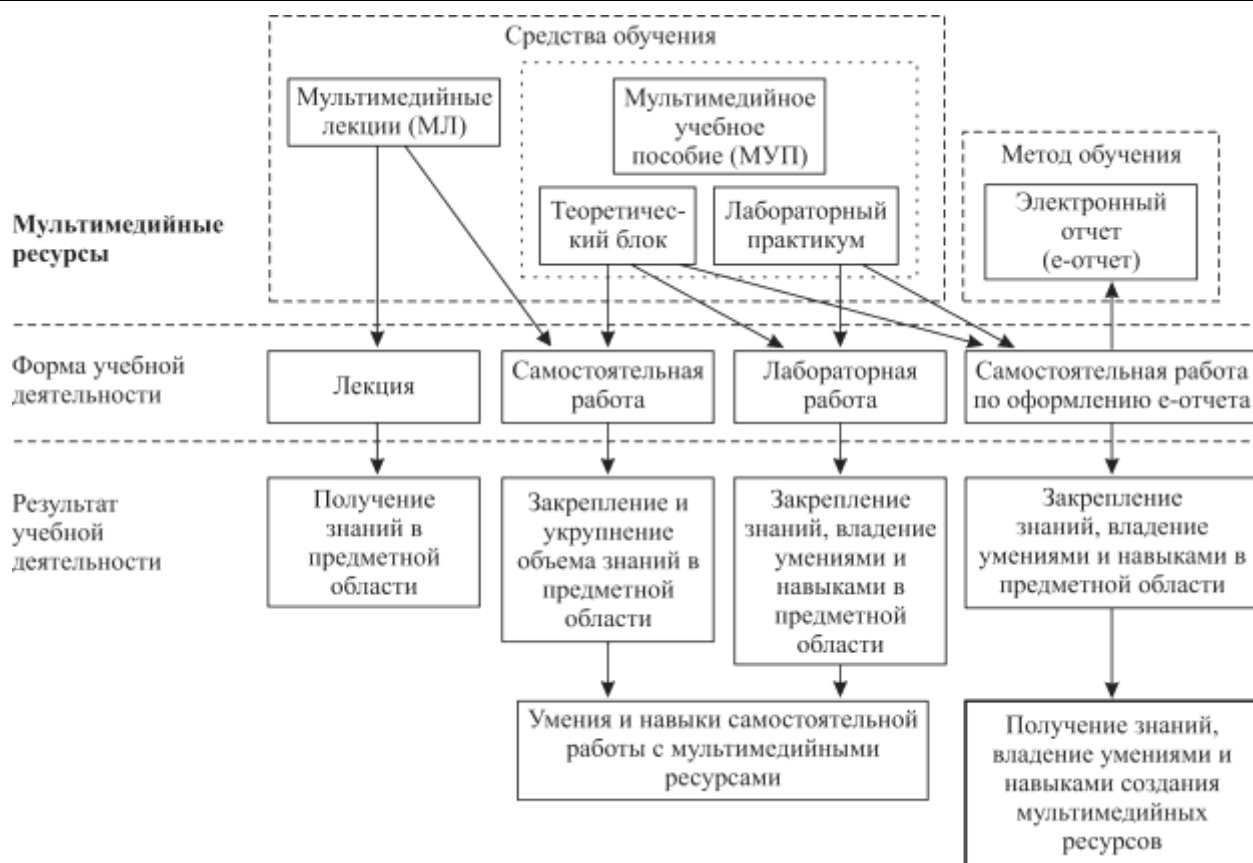 Средства обучения
Мультимедийные
лекции (МЛ)
Мультимедийное
учебное
пособие (МУП)
Теоретичес-
кий блок
Лабораторный
практикум
Метод обучения
Электронный
отчет
(е-отчет)
Мультимедийные
ресурсы
Форма учебной
деятельности
Лекция
Самостоятельная
работа
Лабораторная
работа
Самостоятельная работа
по оформлению е-отчета
Результат
учебной
деятельности
Получение
знаний в
предметной
области
Закрепление и
укрупнение
объема знаний в
предметной
области
Закрепление
знаний, владение
умениями и
навыками в
предметной
области
Закрепление
знаний, владение
умениями и навыками в
предметной области
Умения и навыки самостоятельной
работы с мультимедийными
ресурсами
Получение знаний,
владение умениями и
навыками создания
мультимедийных
ресурсов